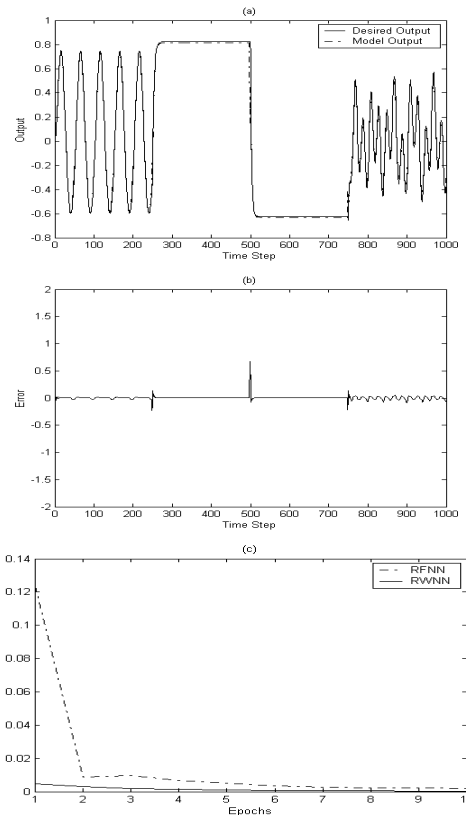 (a)
Desired Output
Model Output
1
0.8
0.6
0.4
0.2
0
-0.2
-0.4
-0.6
-0.8
Output
0 100 200 300 400 500 600 700 800 900 1000
Time Step
(b)
2
1.5
1
0.5
0
-0.5
-1
-1.5
-2
Error
0 100 200 300 400 500 600 700 800 900 1000
Time Step
(c)
RFNN
RWNN
0.14
0.12
0.1
0.08
0.06
0.04
0.02
0
1 2 3 4 5 6 7 8 9 10
Epochs